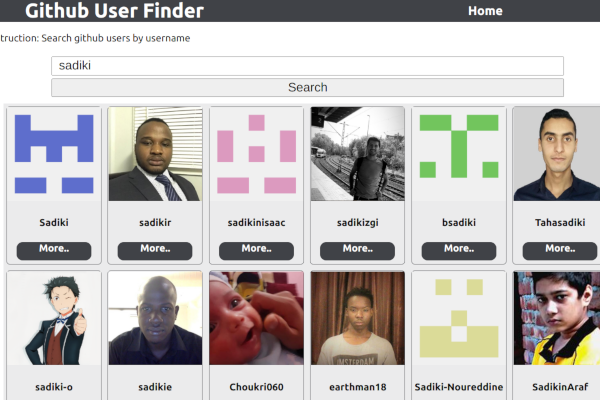 Github User Finder
Home
truction: Search github users by username
sadiki
Search
Sadiki
sadikir
sadikinisaac
sadikizgi
bsadiki
Tahasadiki
More..
More..
More..
More..
More..
More..
AMSTERDAM
sadiki-o
sadikie
Choukri060
earthman18
Sadiki-Noureddine
SadikinAraf